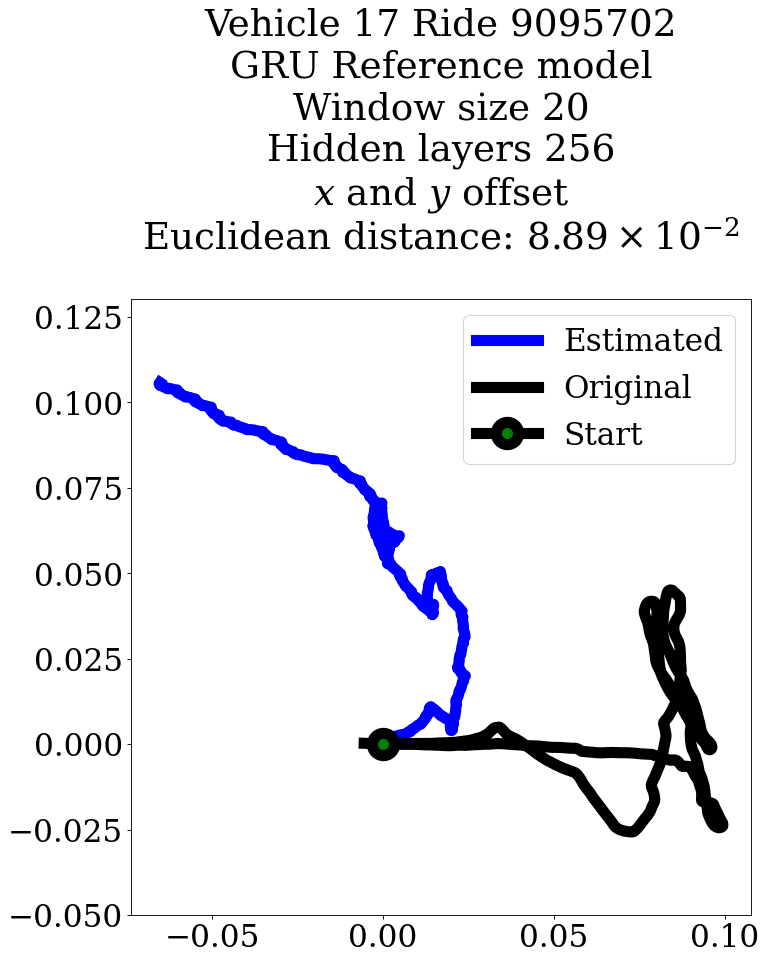 Vehicle 17 Ride 9095702
GRU Reference model
Window size 20
Hidden layers 256
x and y offset
Euclidean distance: 8.89 × 10⁻²
Estimated
Original
Start
0.125
0.100
0.075
0.050
0.025
0.000
−0.025
−0.050
−0.05
0.00
0.05
0.10